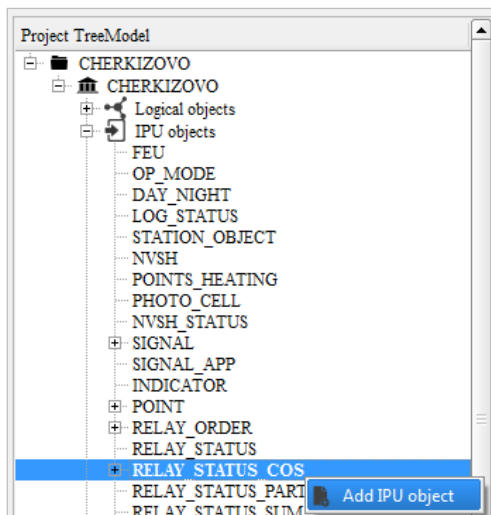 Project TreeModel
CHERKIZOVO
CHERKIZOVO
Logical objects
IPU objects
FEU
OP_MODE
DAY_NIGHT
LOG_STATUS
STATION_OBJECT
NVSH
POINTS_HEATING
PHOTO_CELL
NVSH_STATUS
SIGNAL
SIGNAL_APP
INDICATOR
POINT
RELAY_ORDER
RELAY_STATUS
RELAY_STATUS_COS
Add IPU object
RELAY_STATUS_PART
RELAY_STATUS_SUM